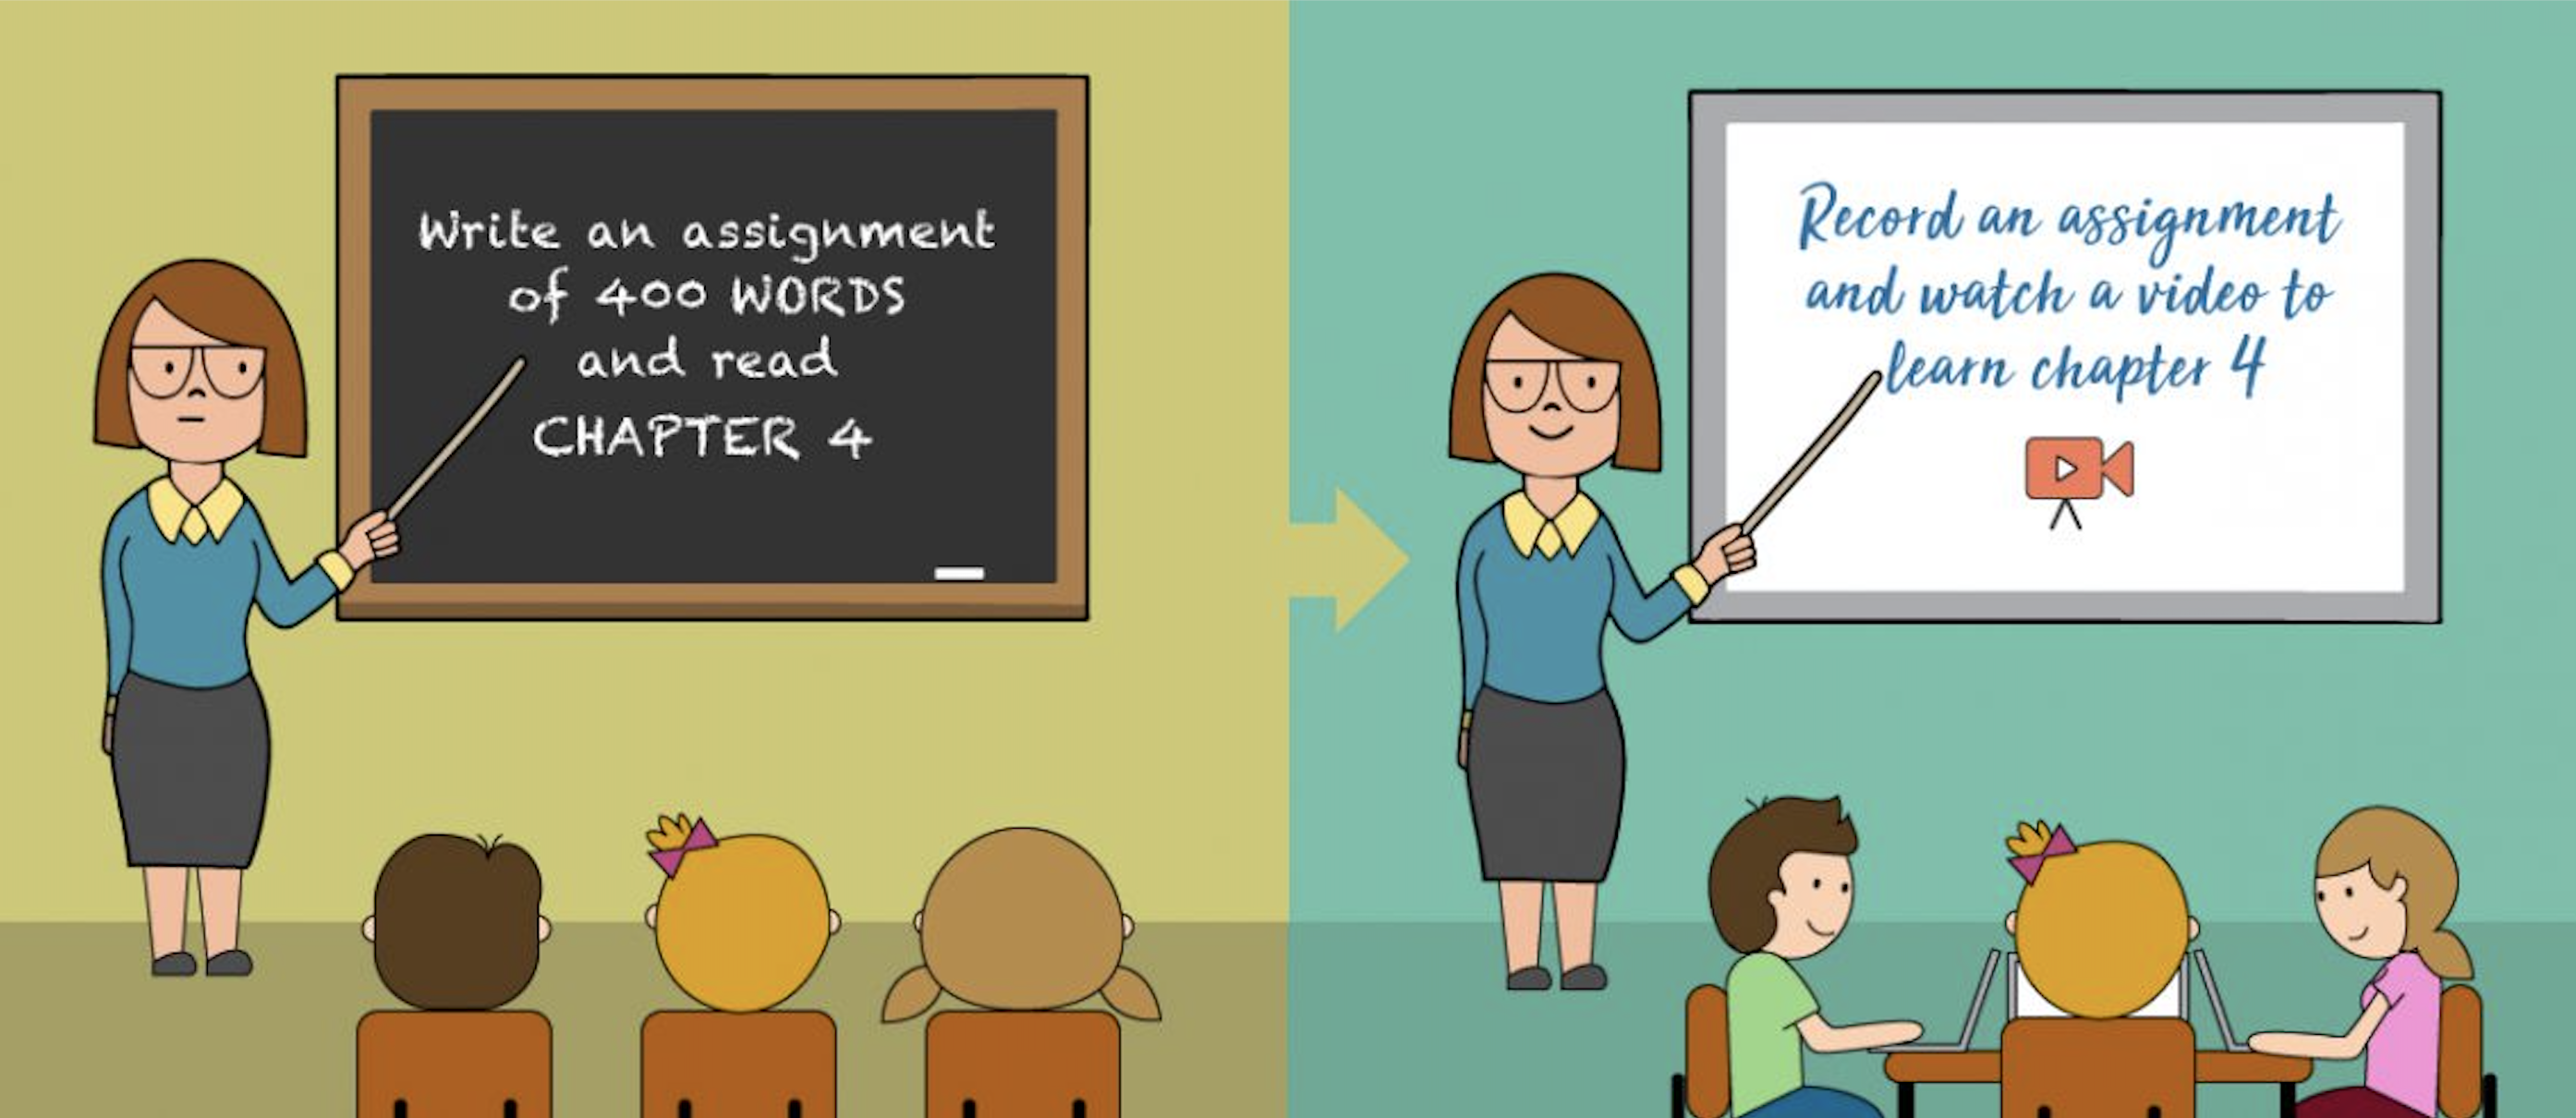 Write an assignment
of 400 WORDS
and read
CHAPTER 4
Record an assignment
and watch a video to
learn chapter 4